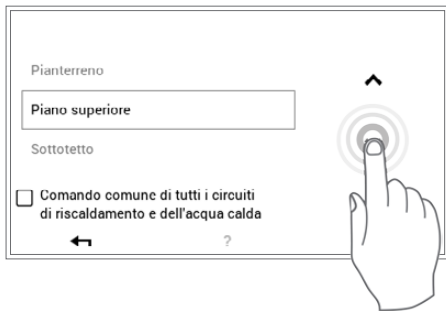 Pianterreno
Piano superiore
Sottotetto
Comando comune di tutti i circuiti
di riscaldamento e dell'acqua calda
?